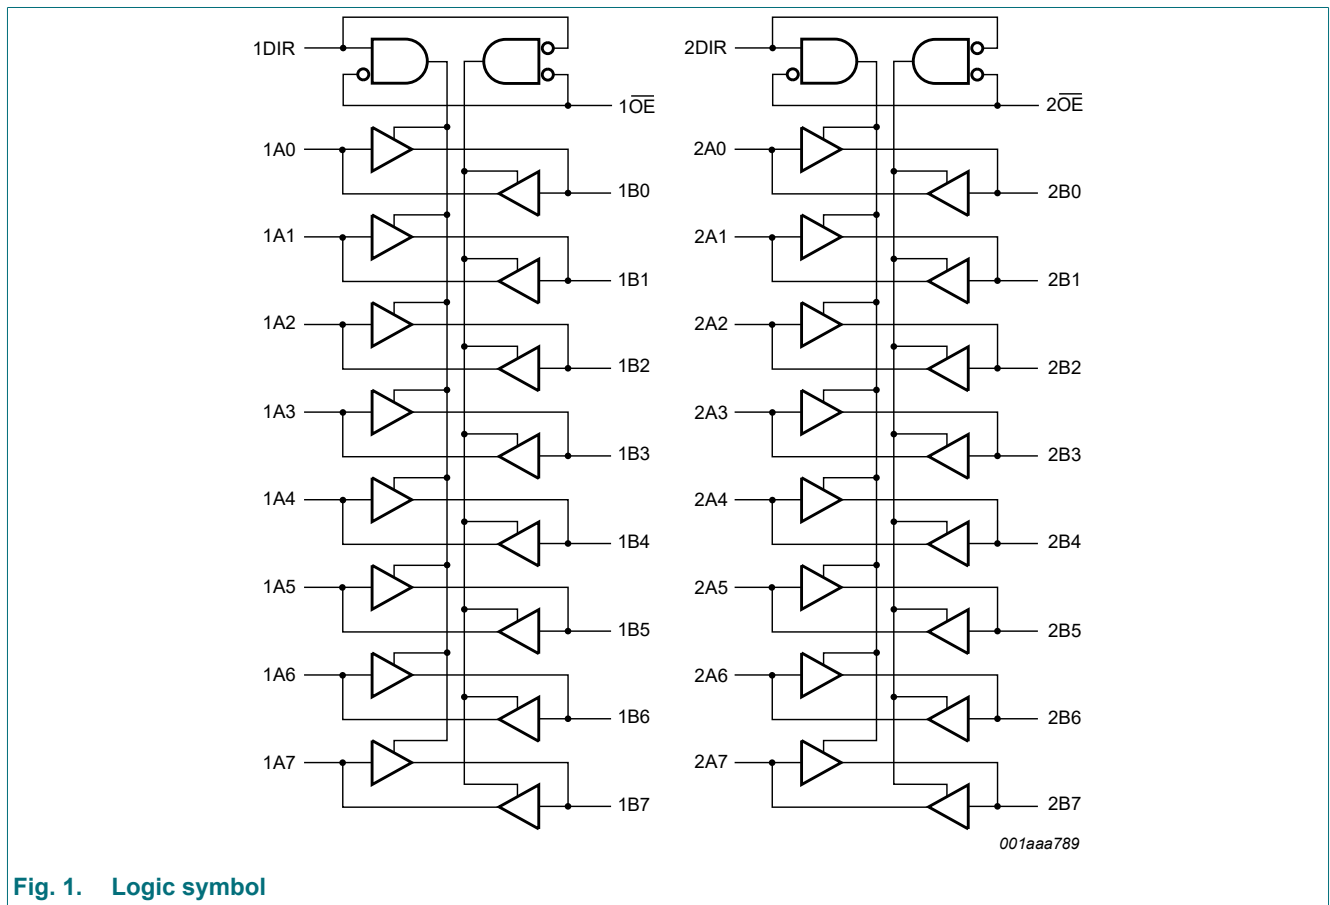 1DIR 2DIR
1O̅E̅ 2O̅E̅
1A0 2A0
1B0 2B0
1A1 2A1
1B1 2B1
1A2 2A2
1B2 2B2
1A3 2A3
1B3 2B3
1A4 2A4
1B4 2B4
1A5 2A5
1B5 2B5
1A6 2A6
1B6 2B6
1A7 2A7
1B7 2B7
001aaa789
Fig. 1. Logic symbol